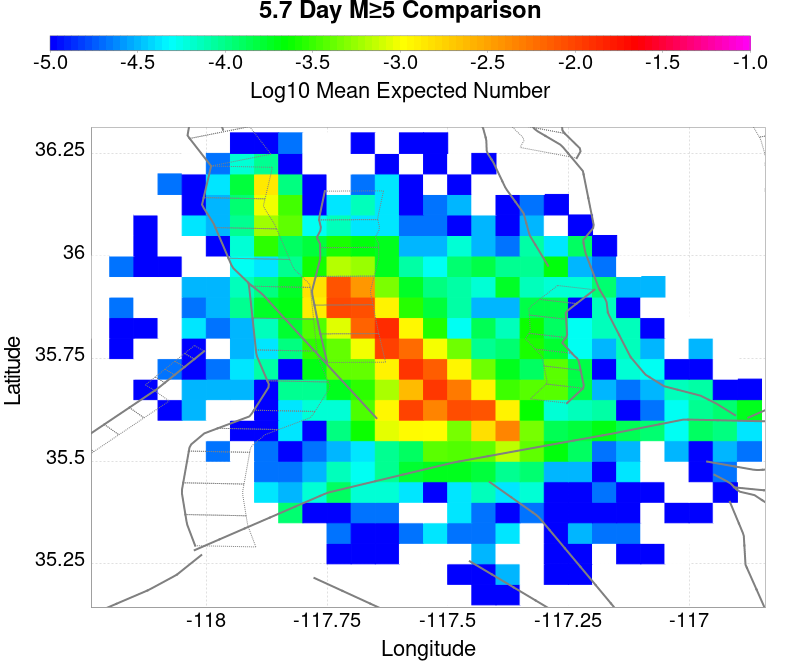 5.7 Day M≥5 Comparison
-5.0 -4.5 -4.0 -3.5 -3.0 -2.5 -2.0 -1.5 -1.0
Log10 Mean Expected Number
36.25
36
35.75
35.5
35.25
Latitude
-118 -117.75 -117.5 -117.25 -117
Longitude